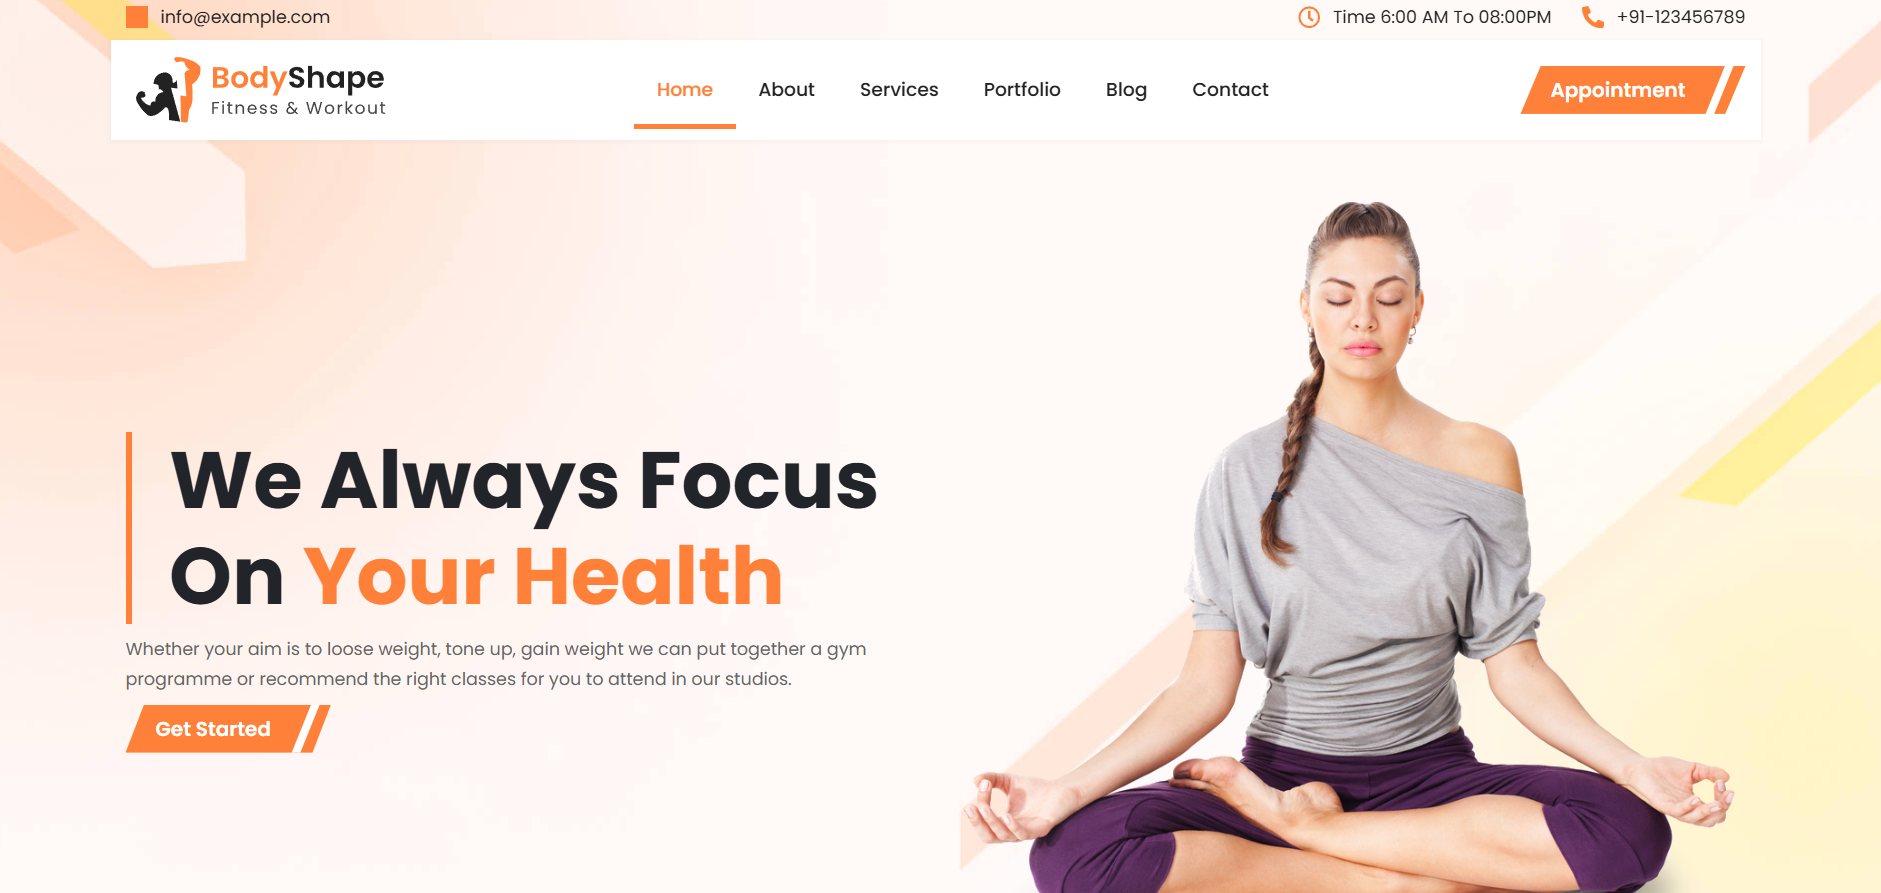 info@example.com
Time 6:00 AM To 08:00PM
+91-123456789
BodyShape
Fitness & Workout
Home
About
Services
Portfolio
Blog
Contact
Appointment
We Always Focus
On Your Health
Whether your aim is to loose weight, tone up, gain weight we can put together a gym
programme or recommend the right classes for you to attend in our studios.
Get Started